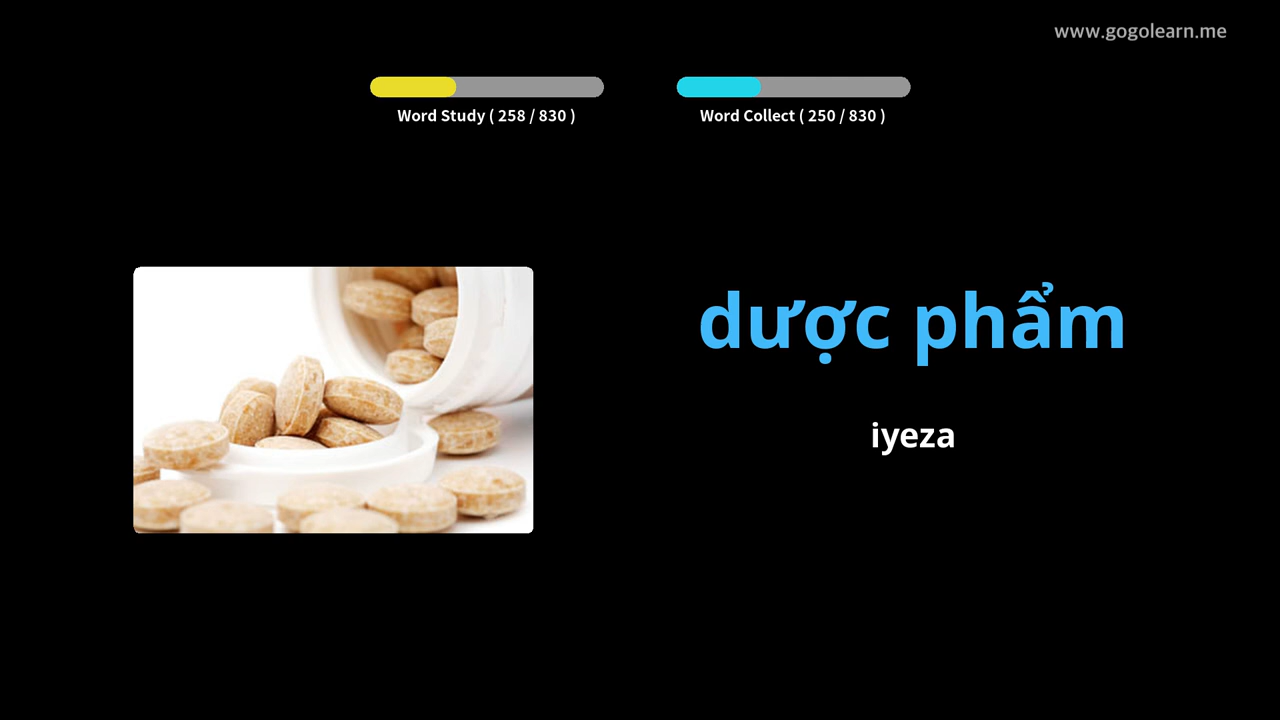 www.gogolearn.me
Word Study ( 258 / 830 )
Word Collect ( 250 / 830 )
dược phẩm
iyeza